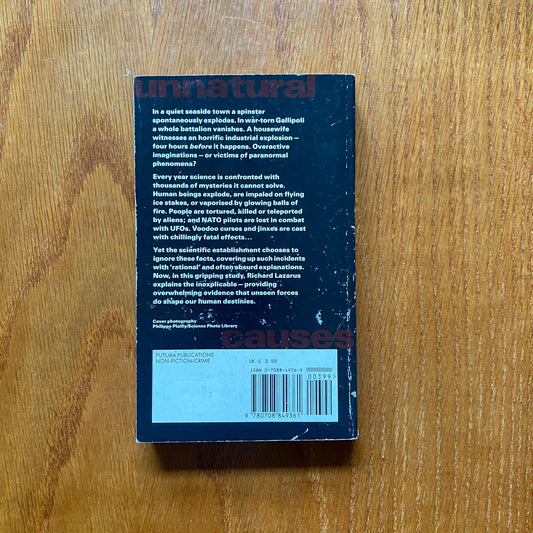 unnatural
In a quiet seaside town a spinster
spontaneously explodes. In war-torn Gallipoli
a whole battalion vanishes. A housewife
witnesses an horrific industrial explosion –
four hours before it happens. Overactive
imaginations – or victims of paranormal
phenomena?
Every year science is confronted with
thousands of mysteries it cannot solve.
Human beings explode, are impaled on flying
ice stakes, or vaporised by glowing balls of
fire. People are tortured, killed or teleported
by aliens; and NATO pilots are lost in combat
with UFOs. Voodoo curses and jinxes are cast
with chillingly fatal effects...
Yet the scientific establishment chooses to
ignore these facts, covering up such incidents
with 'rational' and often absurd explanations.
Now, in this gripping study, Richard Lazarus
explains the inexplicable – providing
overwhelming evidence that unseen forces
do shape our human destinies.
Cover photography
Philippe Plailly/Science Photo Library
causes
FUTURA PUBLICATIONS
NON-FICTION/CRIME
UK £ 3.99
ISBN 0-7088-4936-9
00399>
9 780708 849361